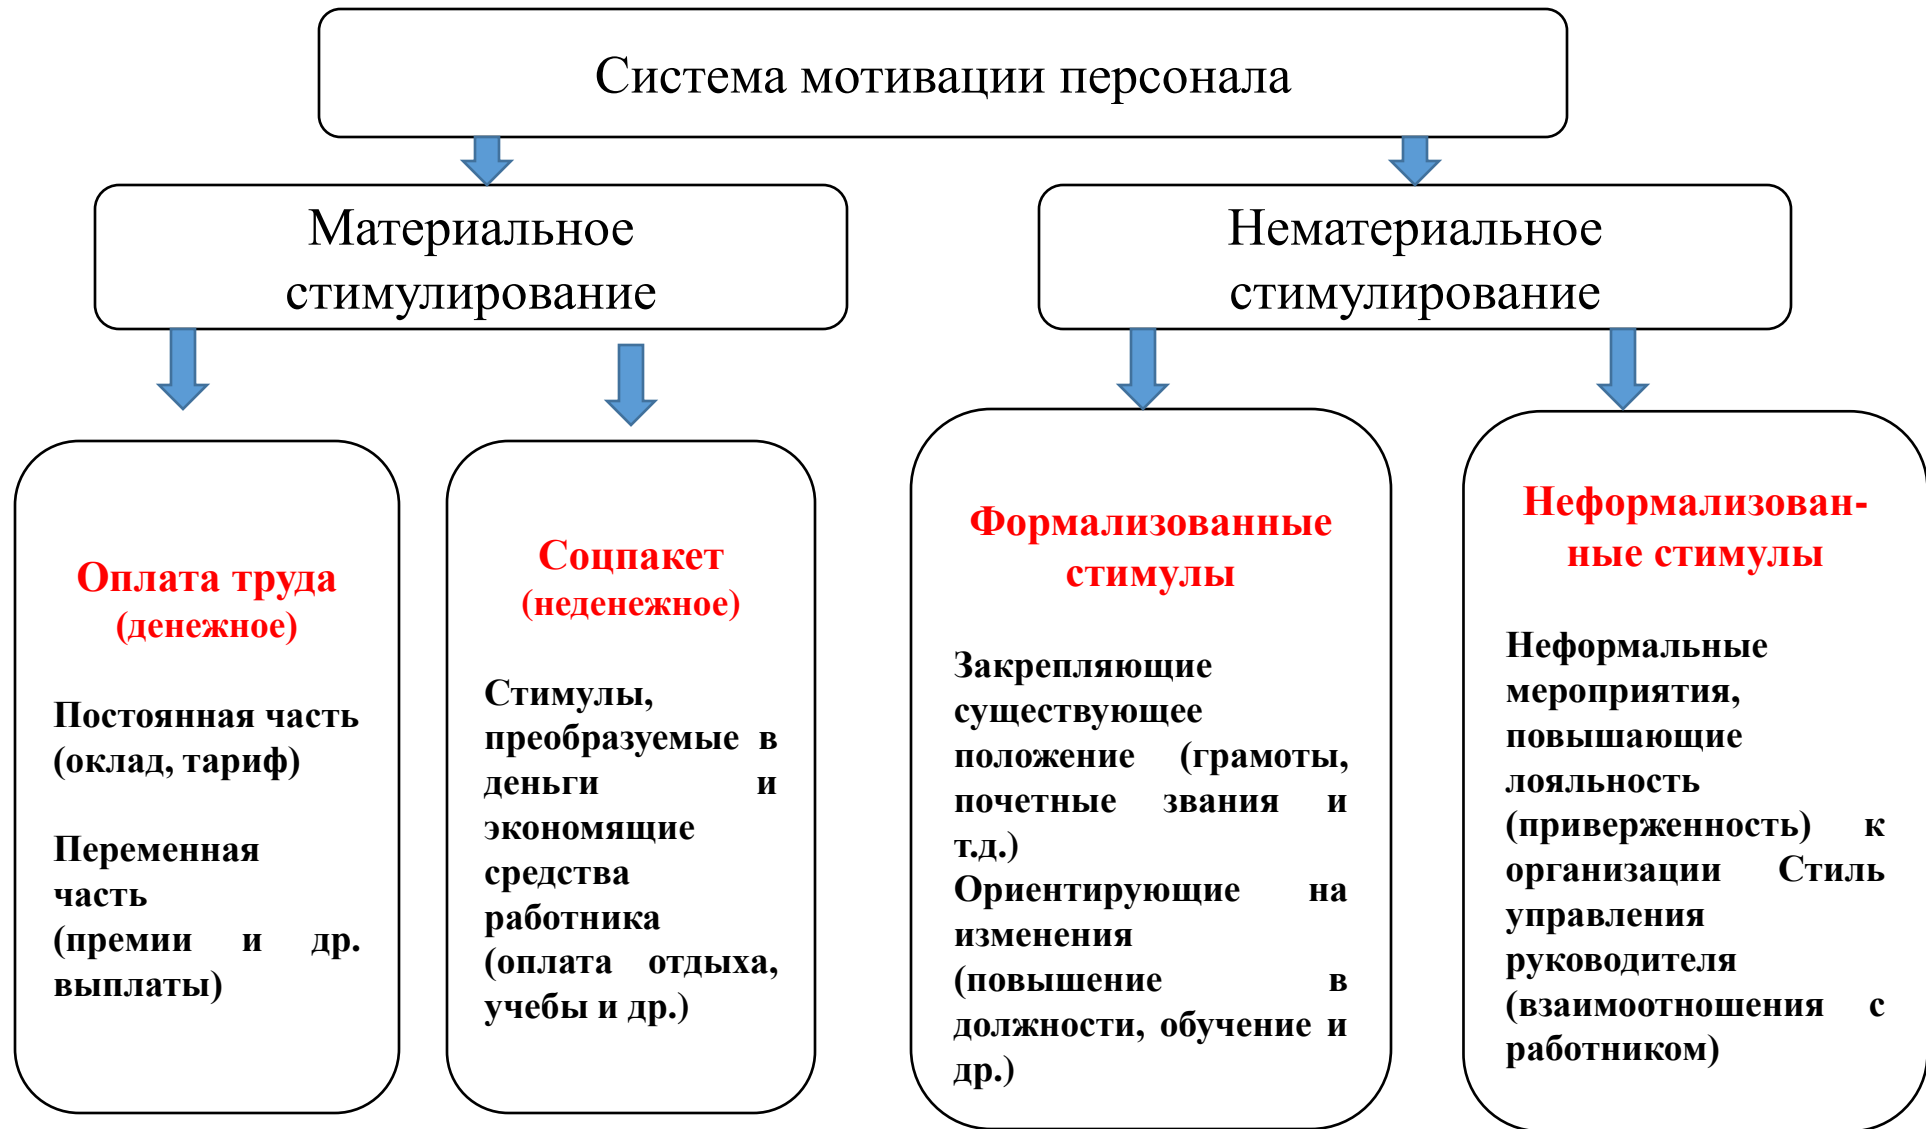 Система мотивации персонала
Материальное
стимулирование
Нематериальное
стимулирование
Оплата труда
(денежное)
Постоянная часть
(оклад, тариф)
Переменная
часть
(премии и др.
выплаты)
Соцпакет
(неденежное)
Стимулы,
преобразуемые в
деньги и
экономящие
средства
работника
(оплата отдыха,
учебы и др.)
Формализованные
стимулы
Закрепляющие
существующее
положение (грамоты,
почетные звания и
т.д.)
Ориентирующие на
изменения
(повышение в
должности, обучение и
др.)
Неформализован-
ные стимулы
Неформальные
мероприятия,
повышающие
лояльность
(приверженность) к
организации Стиль
управления
руководителя
(взаимоотношения с
работником)